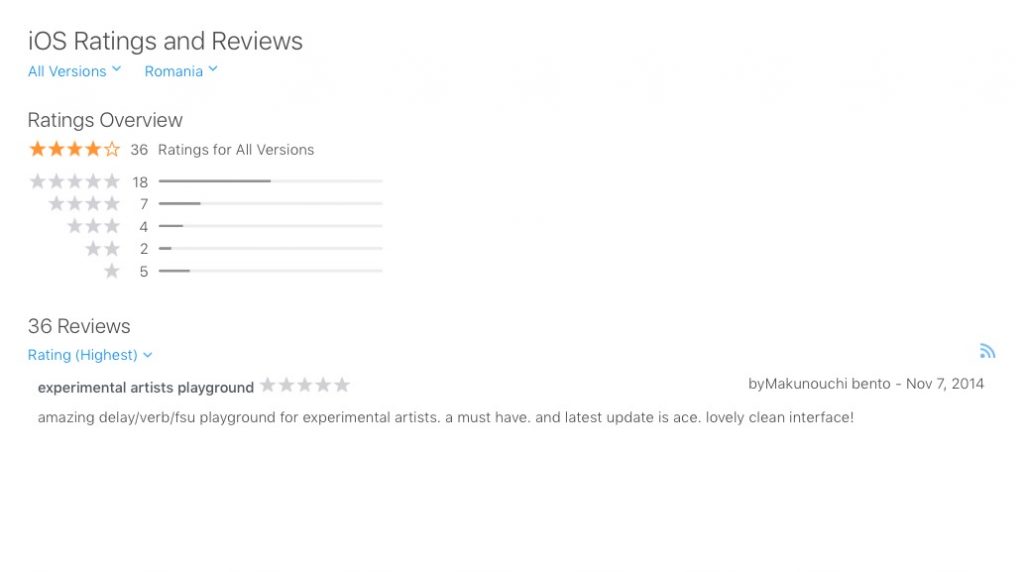 iOS Ratings and Reviews
All Versions Romania
Ratings Overview
36 Ratings for All Versions
18
7
4
2
5
36 Reviews
Rating (Highest)
experimental artists playground byMakunouchi bento - Nov 7, 2014
amazing delay/verb/fsu playground for experimental artists. a must have. and latest update is ace. lovely clean interface!